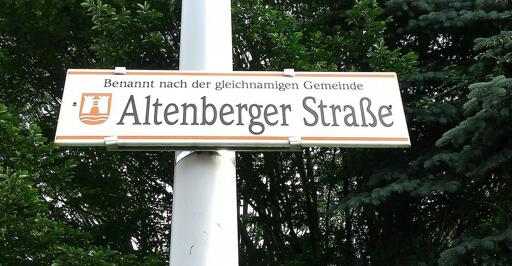 Benannt nach der gleichnamigen Gemeinde
Altenberger Straße